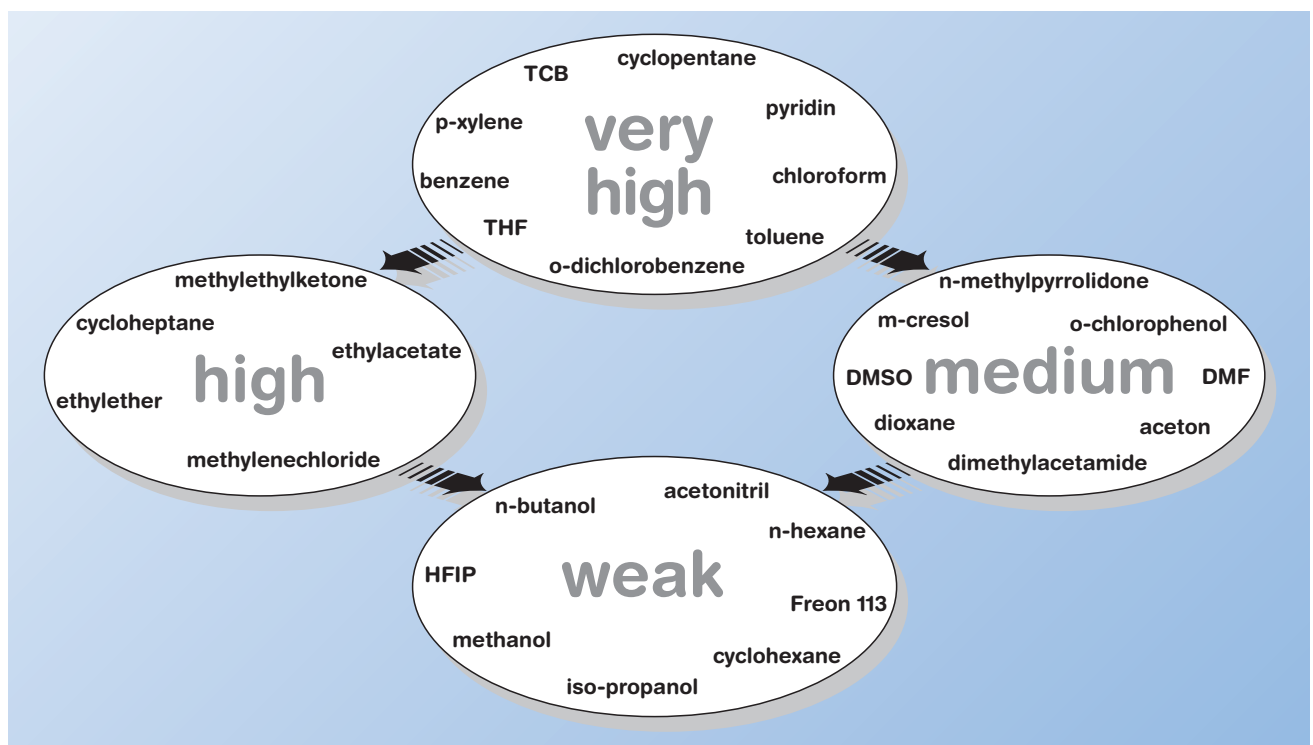 cyclopentane
TCB
pyridin
p-xylene
very
high
chloroform
benzene
THF
toluene
o-dichlorobenzene
methylethylketone
cycloheptane
ethylacetate
high
ethylether
methylenechloride
n-methylpyrrolidone
m-cresol
o-chlorophenol
DMSO
medium
DMF
dioxane
aceton
dimethylacetamide
acetonitril
n-butanol
n-hexane
weak
HFIP
Freon 113
methanol
cyclohexane
iso-propanol